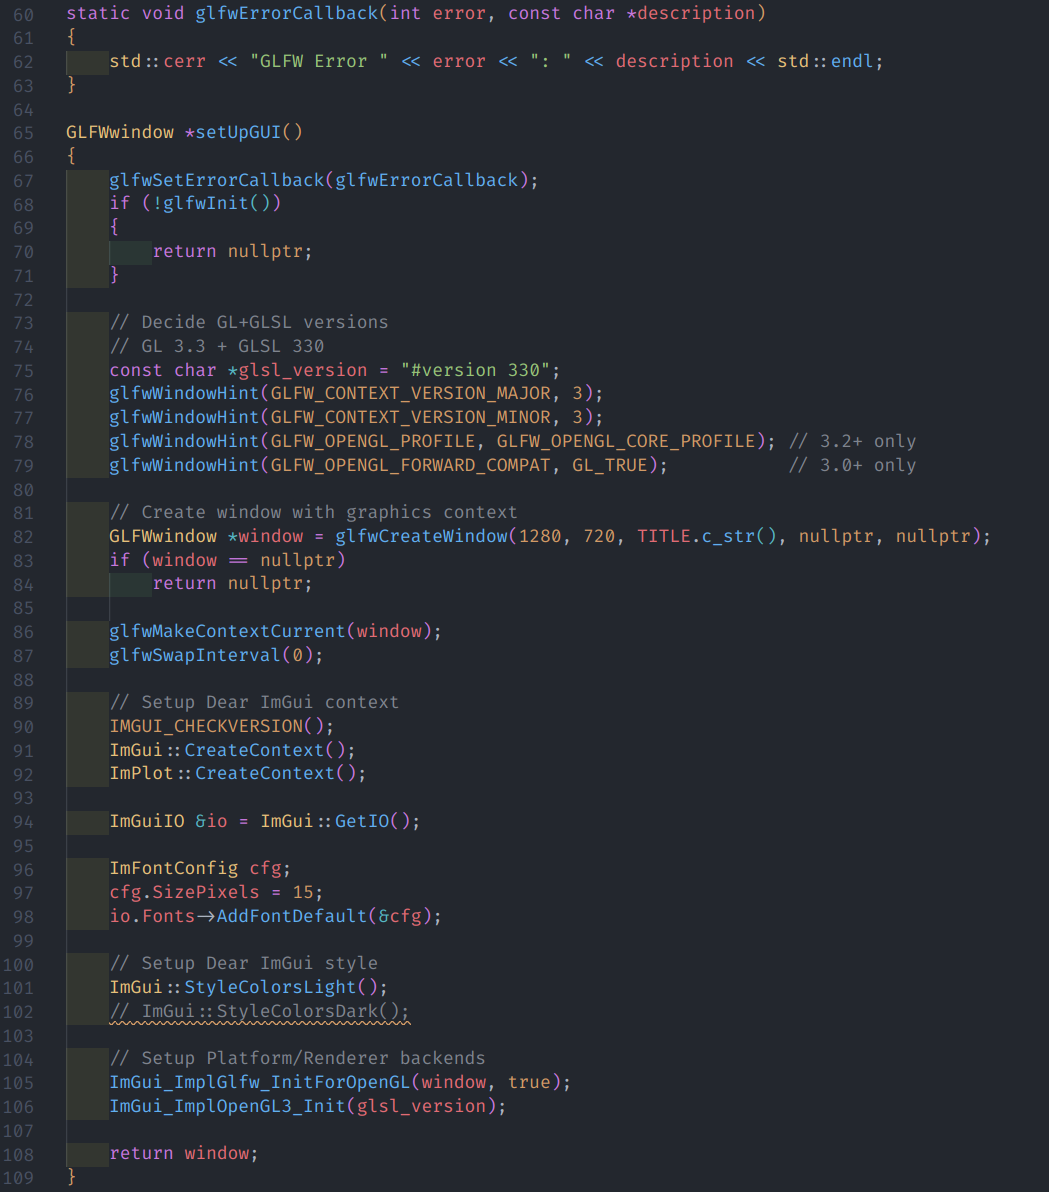 60 static void glfwErrorCallback(int error, const char *description)
61 {
62     std::cerr << "GLFW Error " << error << ": " << description << std::endl;
63 }
64
65 GLFWwindow *setUpGUI()
66 {
67     glfwSetErrorCallback(glfwErrorCallback);
68     if (!glfwInit())
69     {
70         return nullptr;
71     }
72
73     // Decide GL+GLSL versions
74     // GL 3.3 + GLSL 330
75     const char *glsl_version = "#version 330";
76     glfwWindowHint(GLFW_CONTEXT_VERSION_MAJOR, 3);
77     glfwWindowHint(GLFW_CONTEXT_VERSION_MINOR, 3);
78     glfwWindowHint(GLFW_OPENGL_PROFILE, GLFW_OPENGL_CORE_PROFILE); // 3.2+ only
79     glfwWindowHint(GLFW_OPENGL_FORWARD_COMPAT, GL_TRUE);           // 3.0+ only
80
81     // Create window with graphics context
82     GLFWwindow *window = glfwCreateWindow(1280, 720, TITLE.c_str(), nullptr, nullptr);
83     if (window == nullptr)
84         return nullptr;
85
86     glfwMakeContextCurrent(window);
87     glfwSwapInterval(0);
88
89     // Setup Dear ImGui context
90     IMGUI_CHECKVERSION();
91     ImGui::CreateContext();
92     ImPlot::CreateContext();
93
94     ImGuiIO &io = ImGui::GetIO();
95
96     ImFontConfig cfg;
97     cfg.SizePixels = 15;
98     io.Fonts->AddFontDefault(&cfg);
99
100     // Setup Dear ImGui style
101     ImGui::StyleColorsLight();
102     // ImGui::StyleColorsDark();
103
104     // Setup Platform/Renderer backends
105     ImGui_ImplGlfw_InitForOpenGL(window, true);
106     ImGui_ImplOpenGL3_Init(glsl_version);
107
108     return window;
109 }